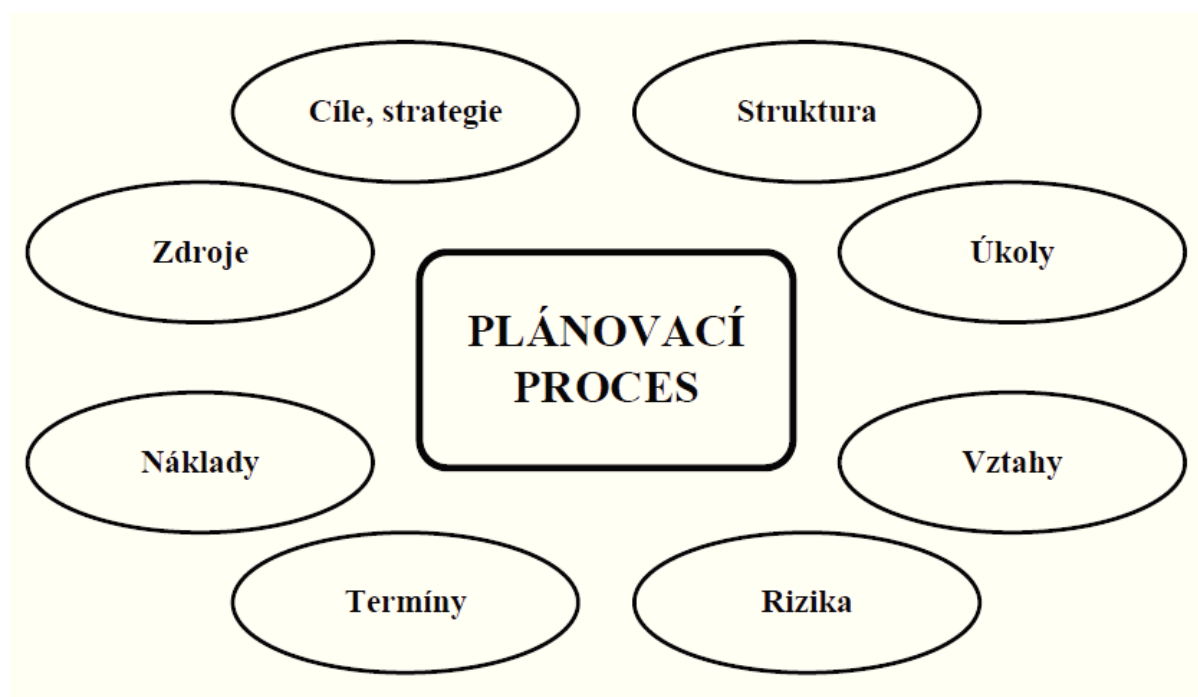 Cíle, strategie
Struktura
Zdroje
Úkoly
PLÁNOVACÍ
PROCES
Náklady
Vztahy
Termíny
Rizika